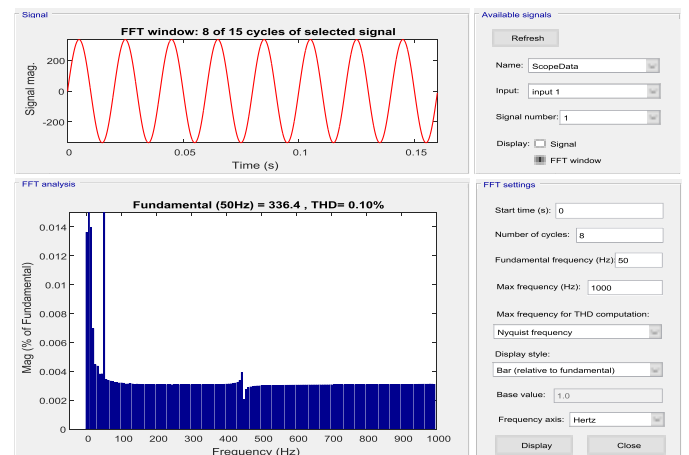 Signal
FFT window: 8 of 15 cycles of selected signal
Signal mag.
200
0
-200
0
0.05
0.1
0.15
Time (s)
Available signals
Refresh
Name:
ScopeData
Input:
input 1
Signal number:
1
Display:
Signal
FFT window
FFT analysis
Fundamental (50Hz) = 336.4 , THD= 0.10%
Mag (% of Fundamental)
0.014
0.012
0.01
0.008
0.006
0.004
0.002
0
0
100
200
300
400
500
600
700
800
900
1000
Frequency (Hz)
FFT settings
Start time (s):
0
Number of cycles:
8
Fundamental frequency (Hz):
50
Max frequency (Hz):
1000
Max frequency for THD computation:
Nyquist frequency
Display style:
Bar (relative to fundamental)
Base value:
1.0
Frequency axis:
Hertz
Display
Close